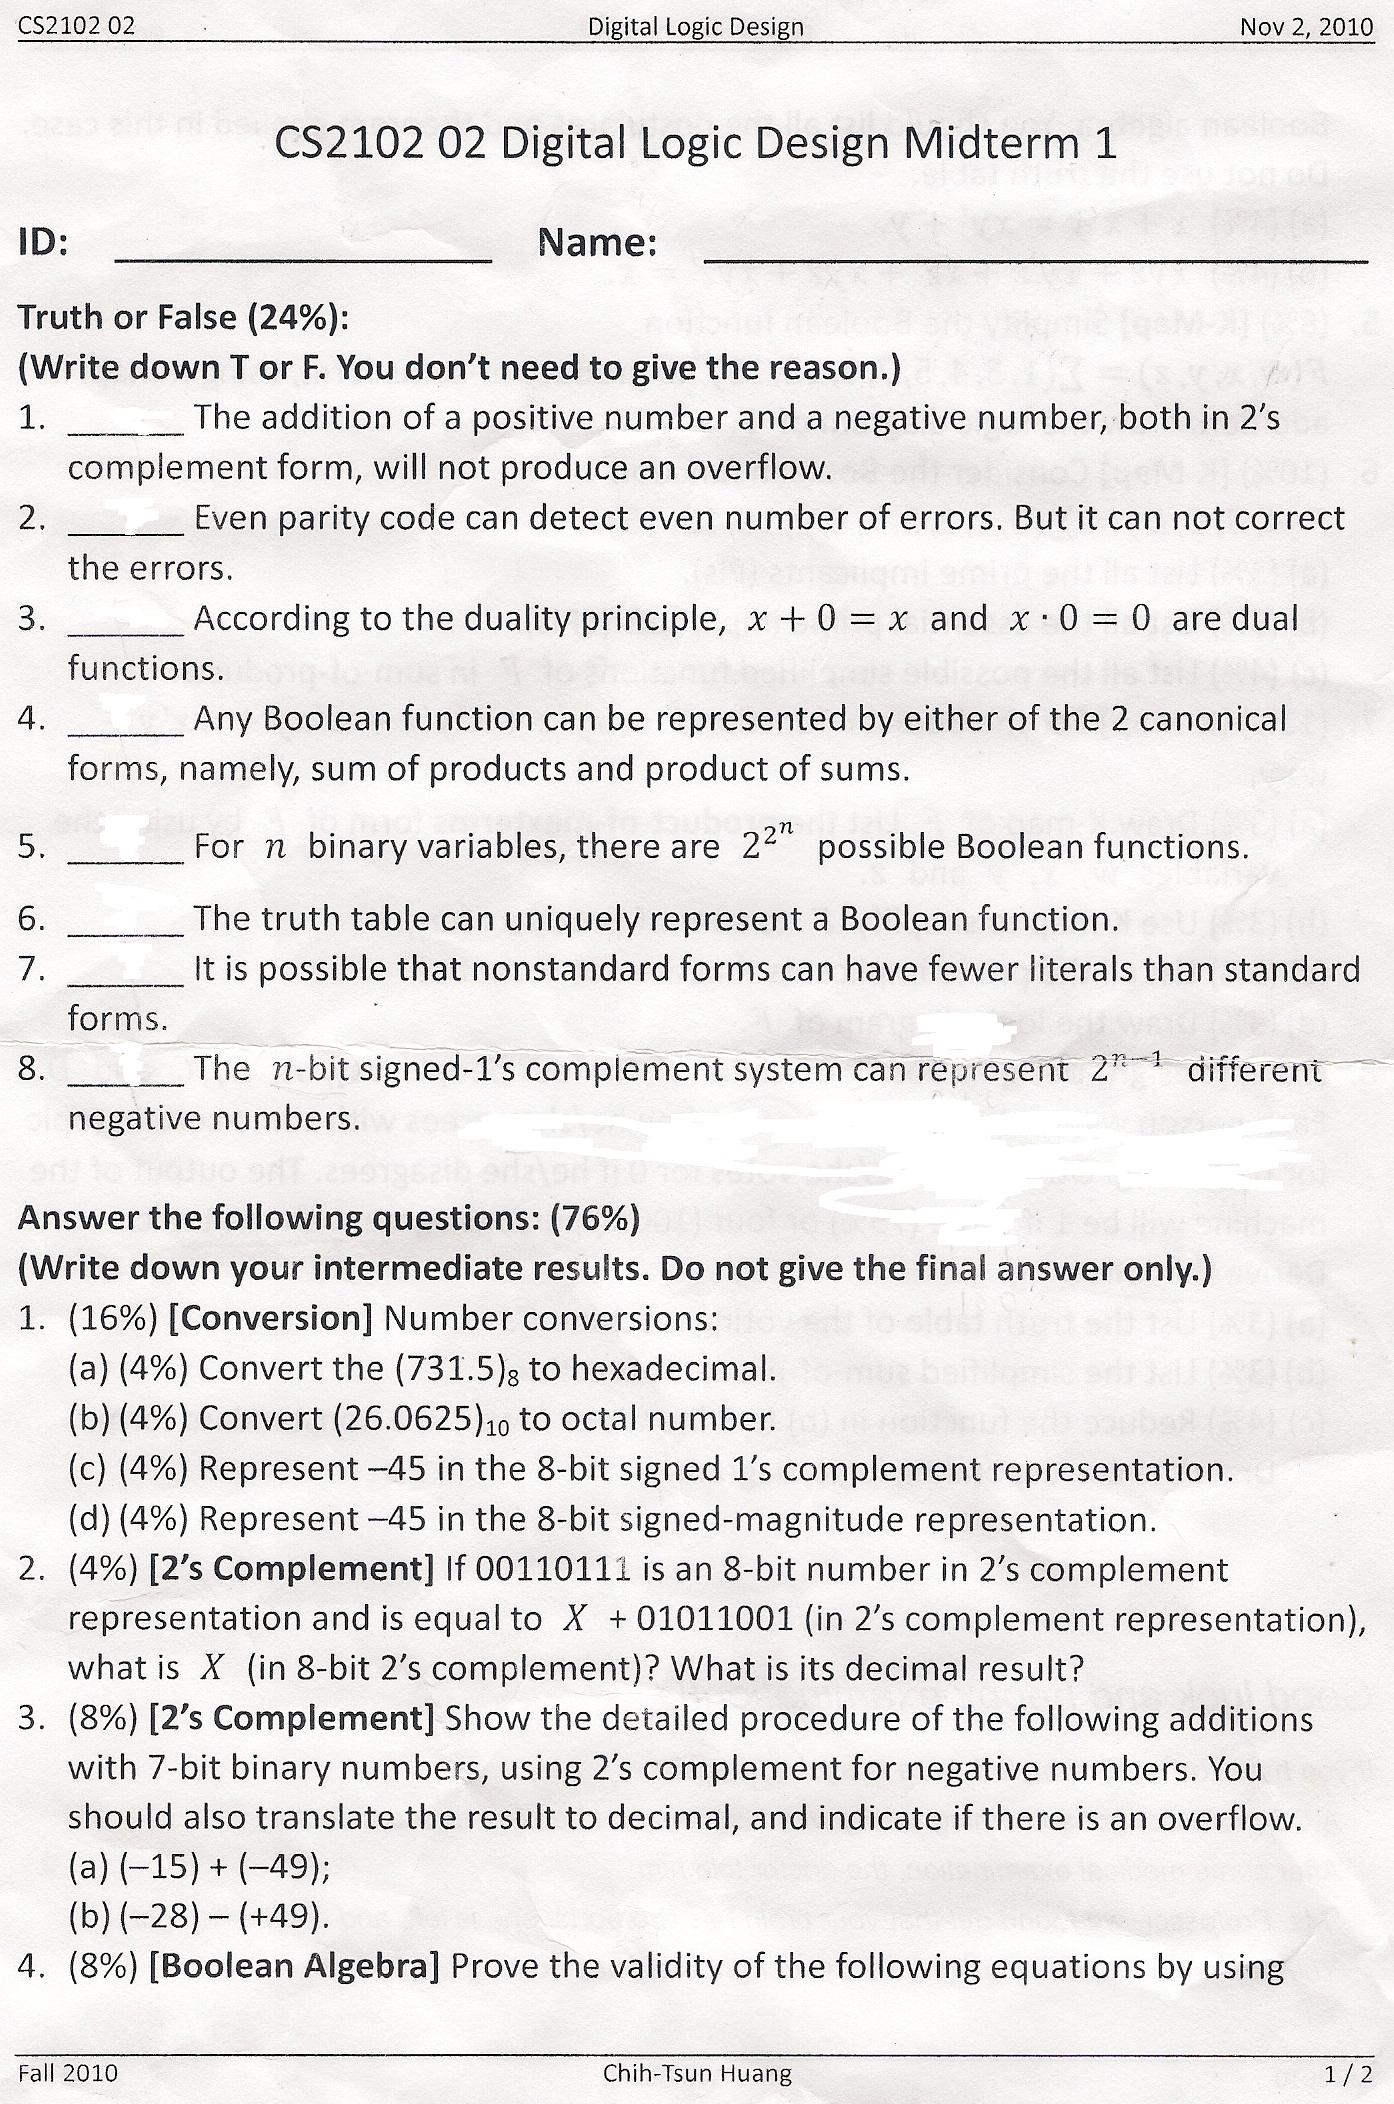 CS2102 02 Digital Logic Design Nov 2, 2010
CS2102 02 Digital Logic Design Midterm 1
ID: __________ Name: __________
Truth or False (24%):
(Write down T or F. You don't need to give the reason.)
1. ______ The addition of a positive number and a negative number, both in 2's
complement form, will not produce an overflow.
2. ______ Even parity code can detect even number of errors. But it can not correct
the errors.
3. ______ According to the duality principle, x + 0 = x and x · 0 = 0 are dual
functions.
4. ______ Any Boolean function can be represented by either of the 2 canonical
forms, namely, sum of products and product of sums.
5. ______ For n binary variables, there are 2^{2^n} possible Boolean functions.
6. ______ The truth table can uniquely represent a Boolean function.
7. ______ It is possible that nonstandard forms can have fewer literals than standard
forms.
8. ______ The n-bit signed-1's complement system can represent 2^{n-1} different
negative numbers.
Answer the following questions: (76%)
(Write down your intermediate results. Do not give the final answer only.)
1. (16%) [Conversion] Number conversions:
(a) (4%) Convert the (731.5)₈ to hexadecimal.
(b) (4%) Convert (26.0625)₁₀ to octal number.
(c) (4%) Represent –45 in the 8-bit signed 1's complement representation.
(d) (4%) Represent –45 in the 8-bit signed-magnitude representation.
2. (4%) [2's Complement] If 00110111 is an 8-bit number in 2's complement
representation and is equal to X + 01011001 (in 2's complement representation),
what is X (in 8-bit 2's complement)? What is its decimal result?
3. (8%) [2's Complement] Show the detailed procedure of the following additions
with 7-bit binary numbers, using 2's complement for negative numbers. You
should also translate the result to decimal, and indicate if there is an overflow.
(a) (–15) + (–49);
(b) (–28) – (+49).
4. (8%) [Boolean Algebra] Prove the validity of the following equations by using
Fall 2010 Chih-Tsun Huang 1 / 2